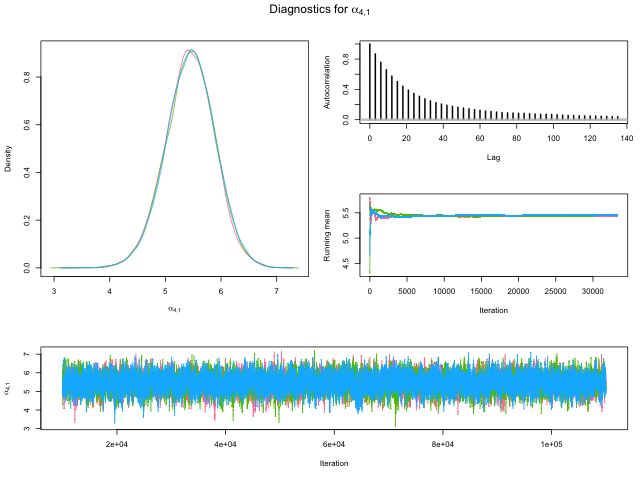 Diagnostics for α4,1
Density
0.0 0.2 0.4 0.6 0.8
3 4 5 6 7
α4,1
Autocorrelation
0.0 0.4 0.8
0 20 40 60 80 100 120 140
Lag
Running mean
4.5 5.0 5.5
0 5000 10000 15000 20000 25000 30000
Iteration
α4,1
3 4 5 6 7
2e+04 4e+04 6e+04 8e+04 1e+05
Iteration